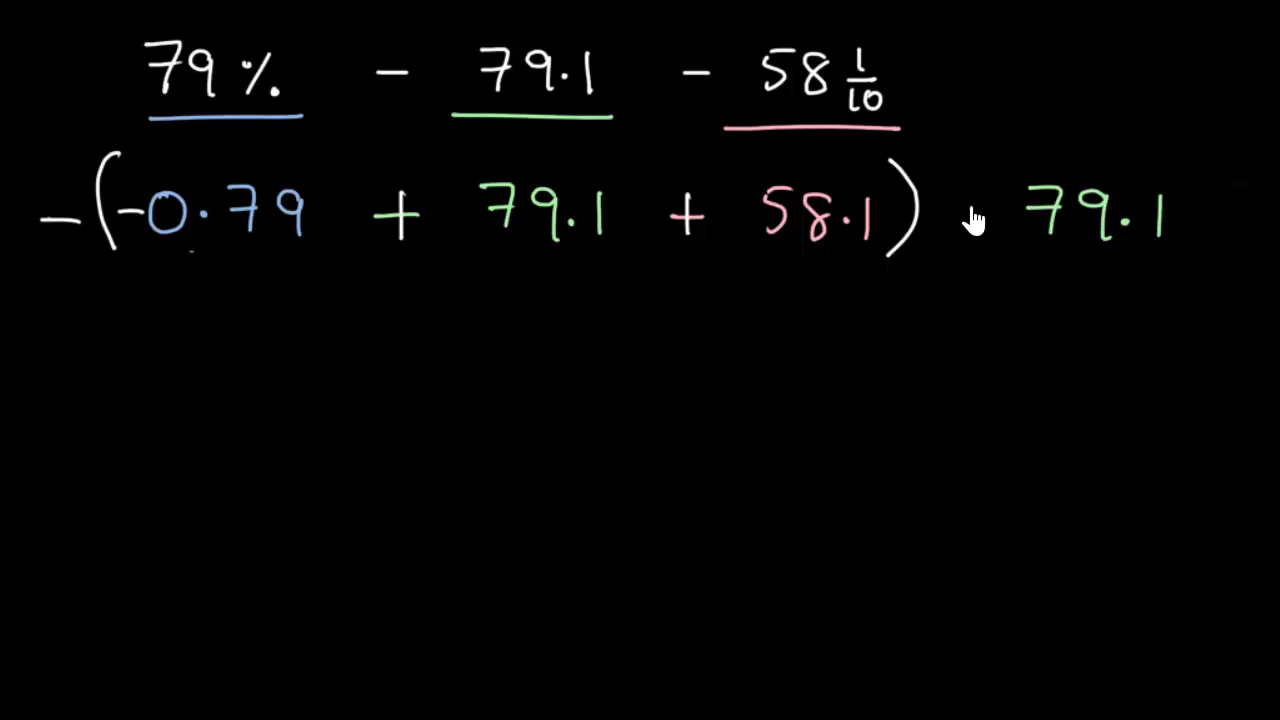 79% - 79.1 - 58 1/10
-(-0.79 + 79.1 + 58.1) 79.1